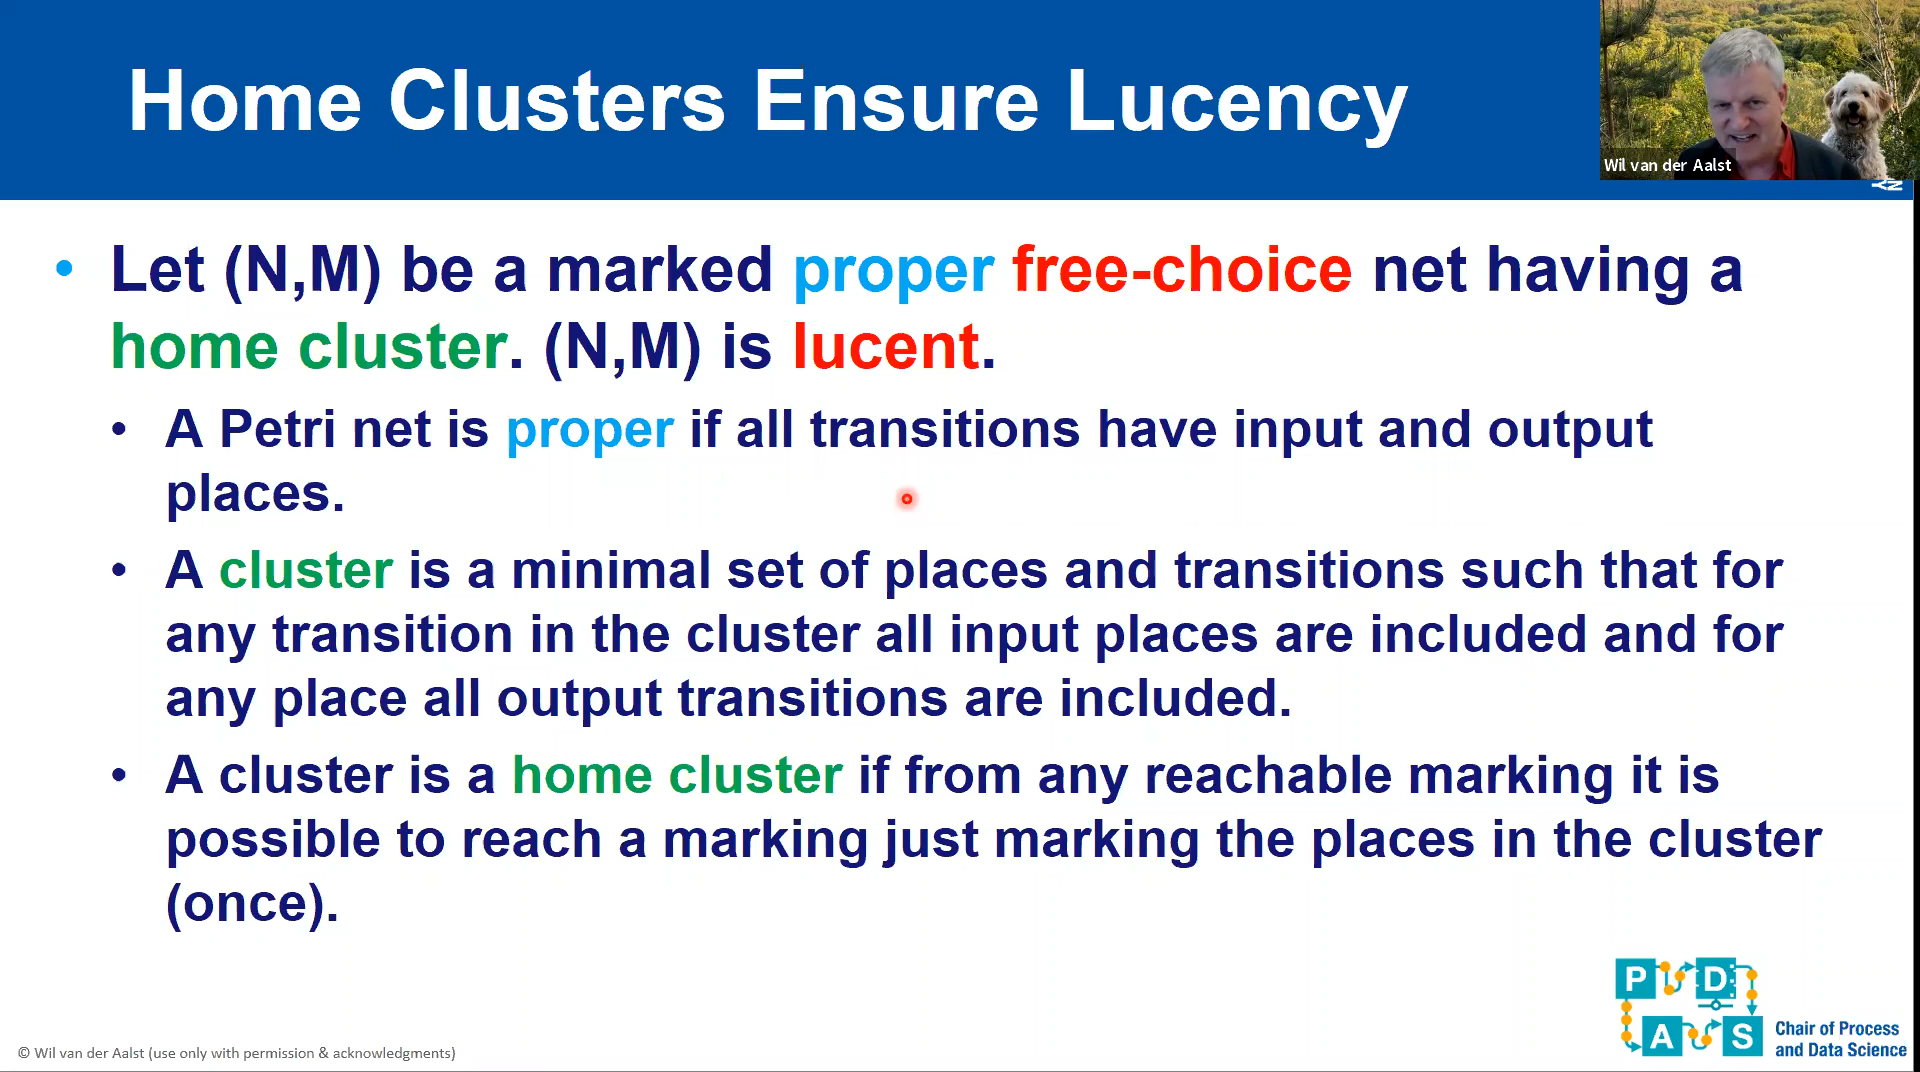 Home Clusters Ensure Lucency
Wil van der Aalst
• Let (N,M) be a marked proper free-choice net having a
home cluster. (N,M) is lucent.
• A Petri net is proper if all transitions have input and output
places.
• A cluster is a minimal set of places and transitions such that for
any transition in the cluster all input places are included and for
any place all output transitions are included.
• A cluster is a home cluster if from any reachable marking it is
possible to reach a marking just marking the places in the cluster
(once).
P D
A S
Chair of Process
and Data Science
© Wil van der Aalst (use only with permission & acknowledgments)